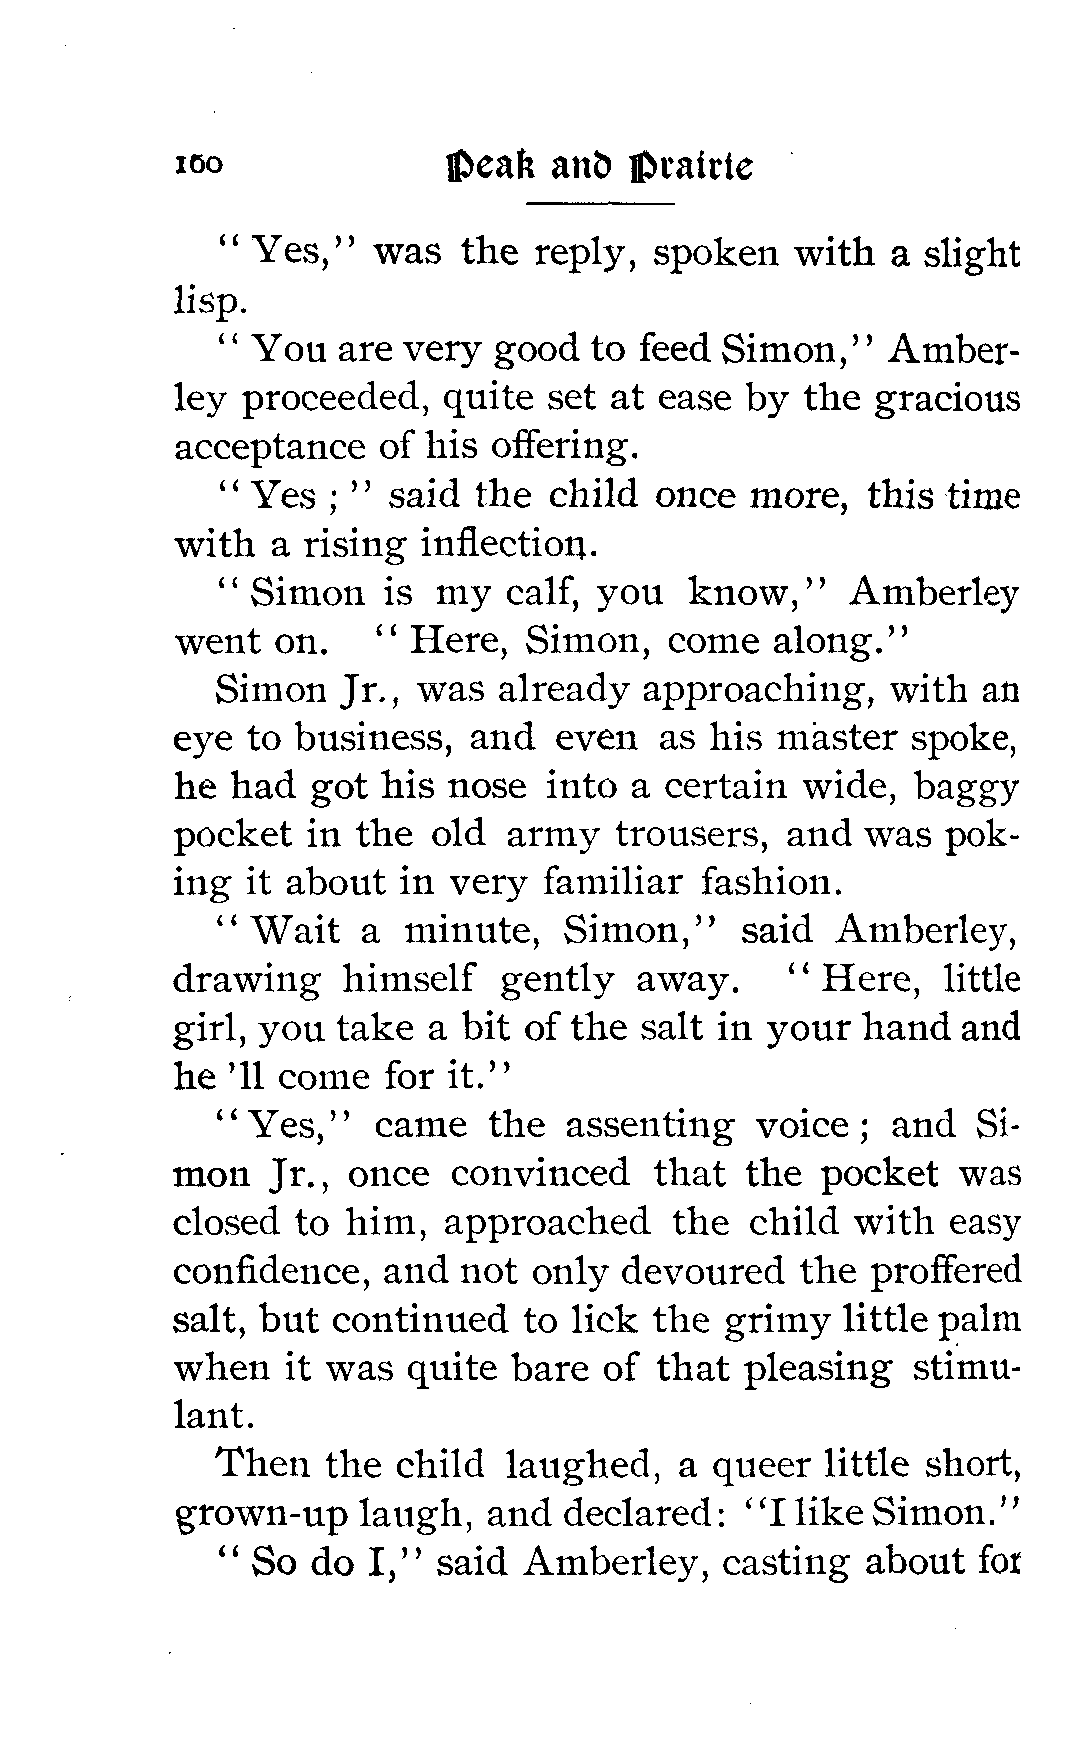 160 Peak and Prairie
"Yes," was the reply, spoken with a slight
lisp.
"You are very good to feed Simon," Amber-
ley proceeded, quite set at ease by the gracious
acceptance of his offering.
"Yes ;" said the child once more, this time
with a rising inflection.
"Simon is my calf, you know," Amberley
went on. "Here, Simon, come along."
Simon Jr., was already approaching, with an
eye to business, and even as his master spoke,
he had got his nose into a certain wide, baggy
pocket in the old army trousers, and was pok-
ing it about in very familiar fashion.
"Wait a minute, Simon," said Amberley,
drawing himself gently away. "Here, little
girl, you take a bit of the salt in your hand and
he 'll come for it."
"Yes," came the assenting voice ; and Si-
mon Jr., once convinced that the pocket was
closed to him, approached the child with easy
confidence, and not only devoured the proffered
salt, but continued to lick the grimy little palm
when it was quite bare of that pleasing stimu-
lant.
Then the child laughed, a queer little short,
grown-up laugh, and declared: "I like Simon."
"So do I," said Amberley, casting about for